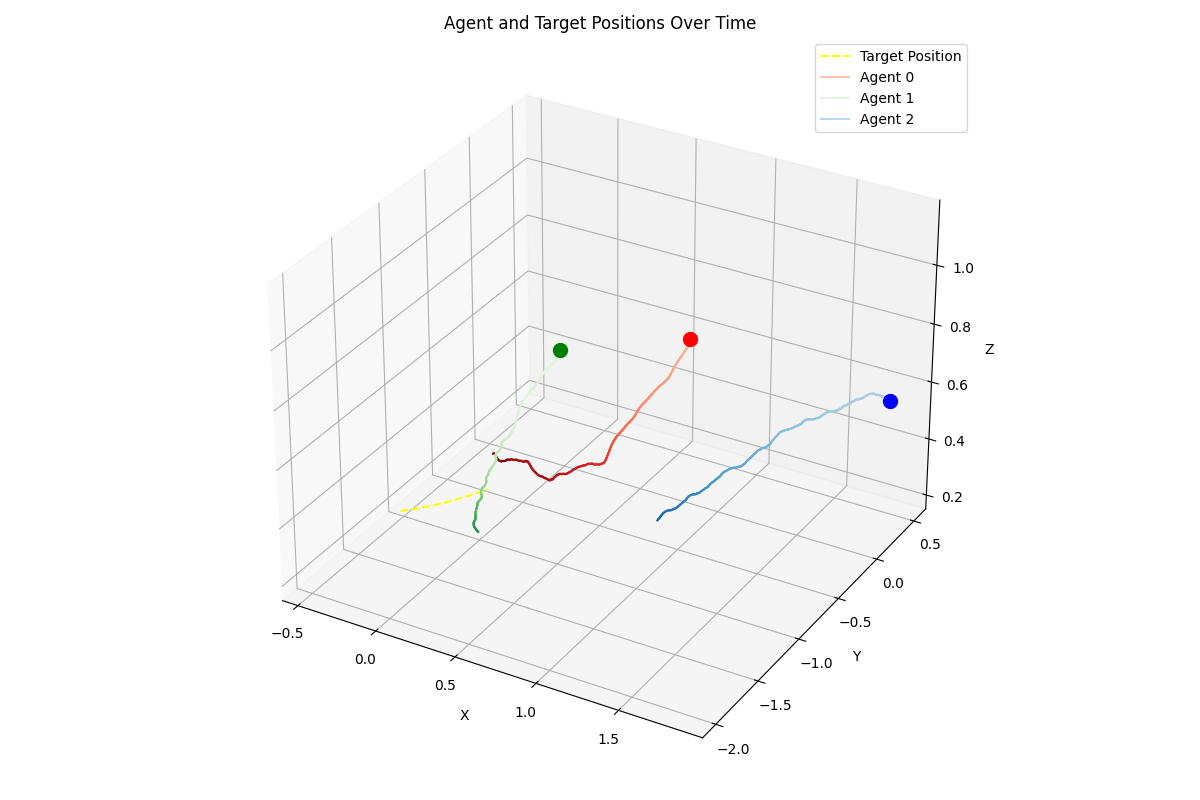 Agent and Target Positions Over Time
Target Position
Agent 0
Agent 1
Agent 2
1.0
0.8
Z
0.6
0.4
0.2
0.5
0.0
−0.5
Y
−1.0
−1.5
−2.0
−0.5
0.0
0.5
X
1.0
1.5